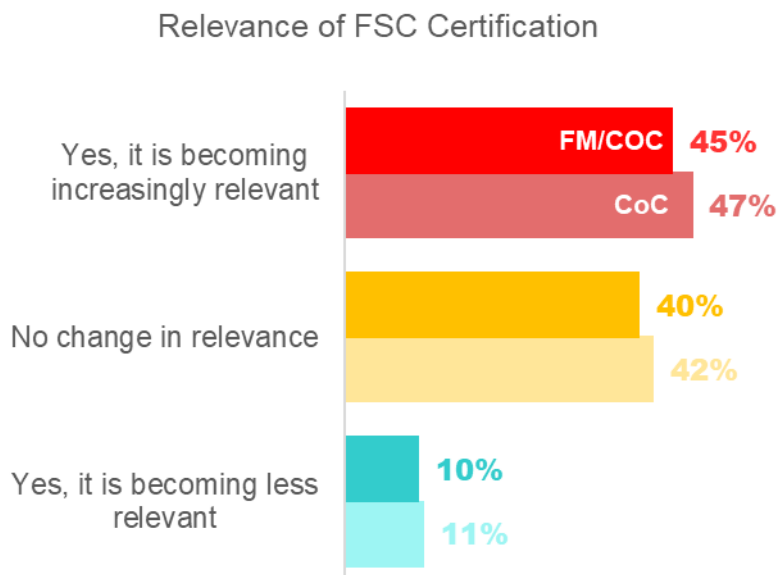 Relevance of FSC Certification
Yes, it is becoming
increasingly relevant
FM/COC
45%
CoC
47%
No change in relevance
40%
42%
Yes, it is becoming less
relevant
10%
11%